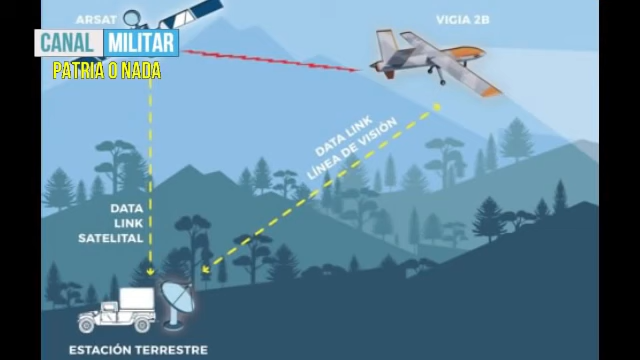 ARSAT
VIGIA 2B
CANAL MILITAR
PATRIA O NADA
DATA LINK
LÍNEA DE VISIÓN
DATA
LINK
SATELITAL
ESTACIÓN TERRESTRE